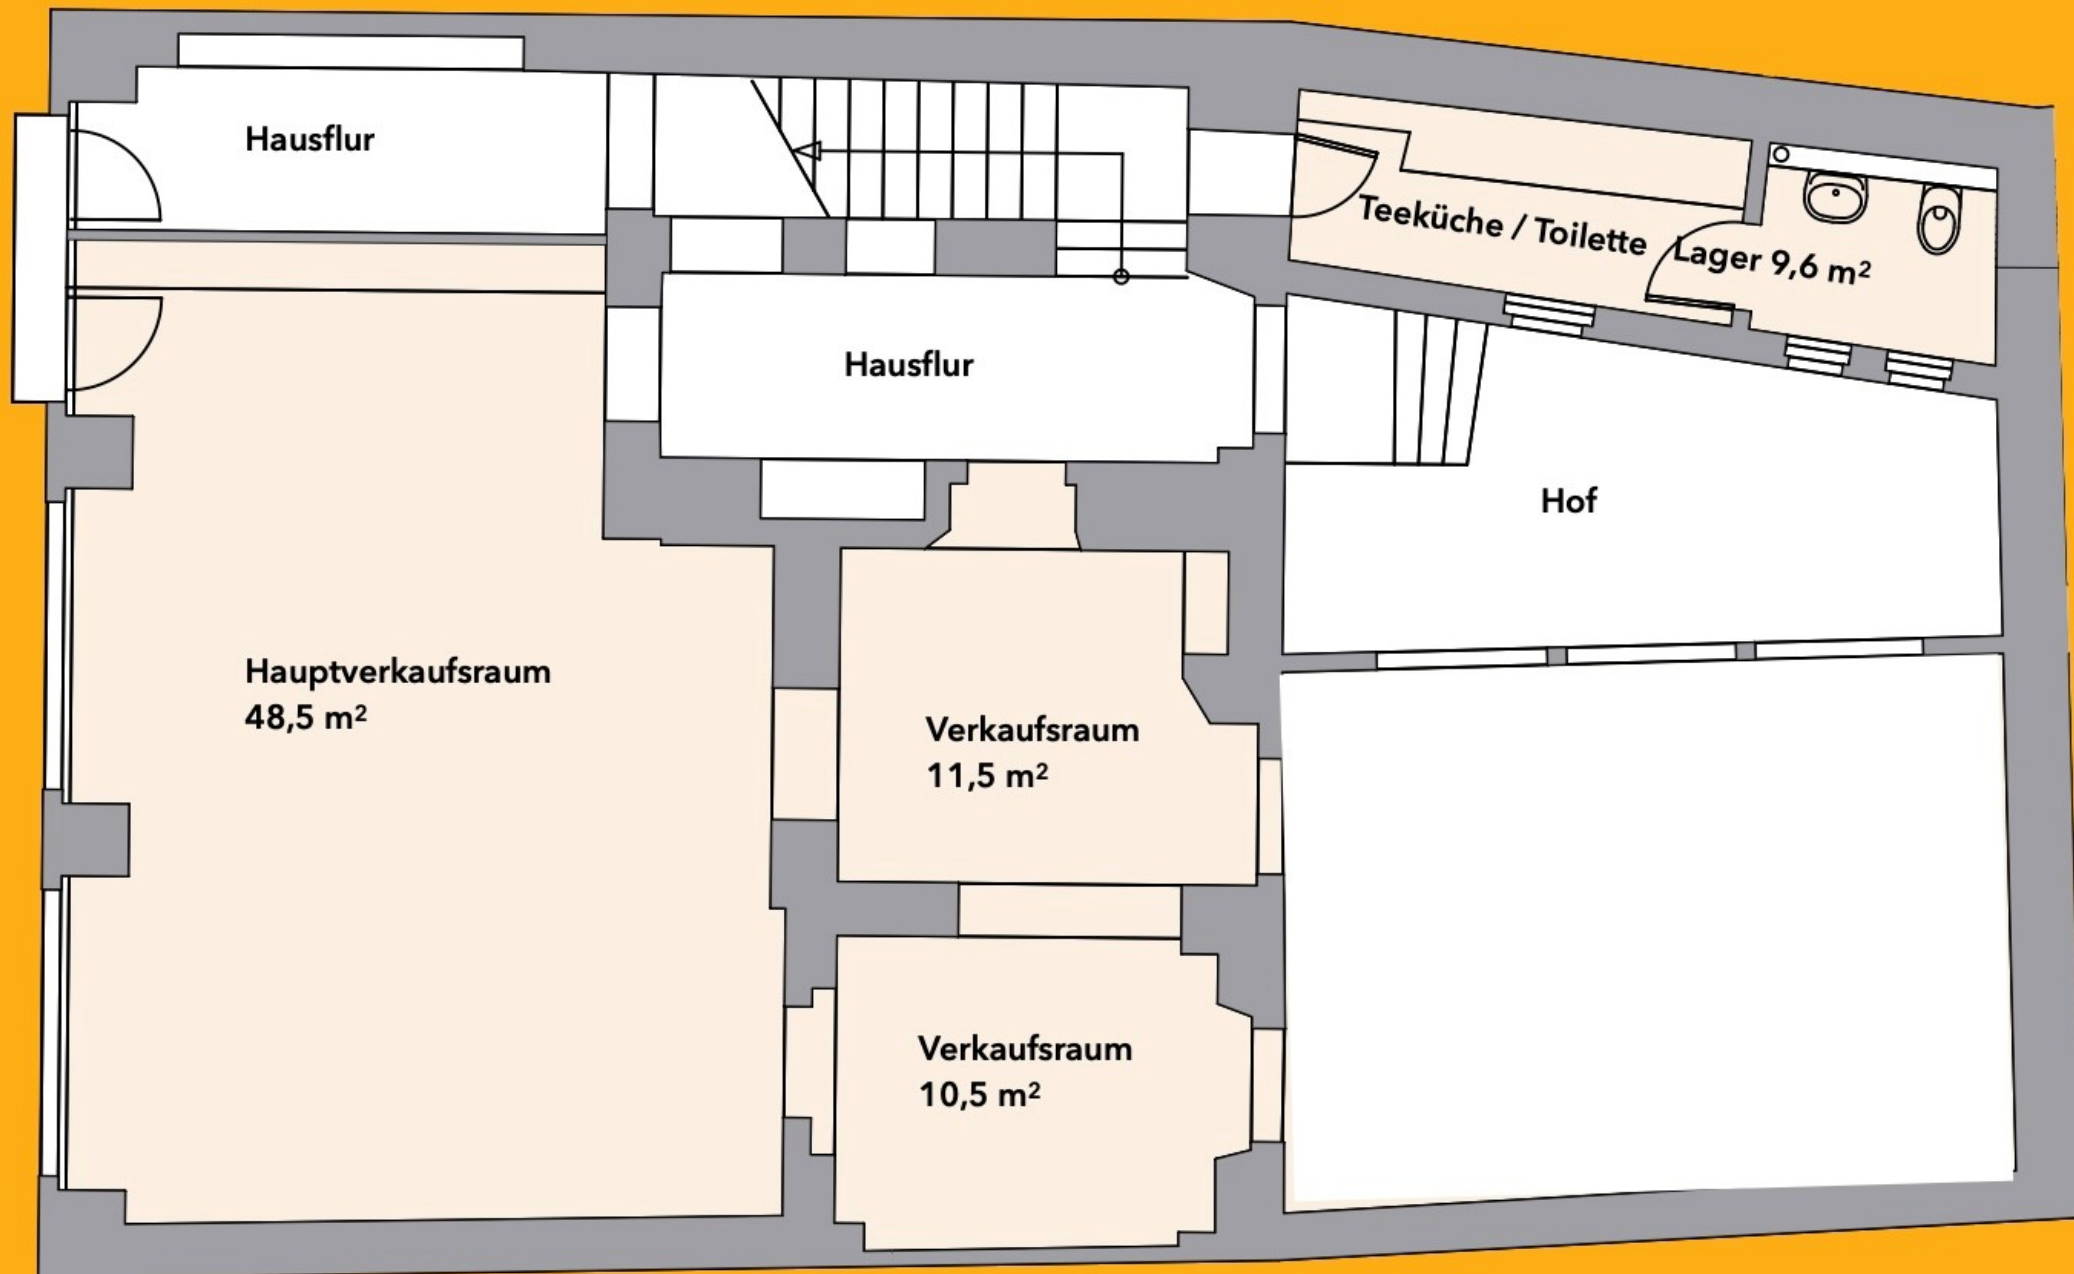 Hausflur
Teeküche / Toilette Lager 9,6 m²
Hausflur
Hof
Hauptverkaufsraum
48,5 m²
Verkaufsraum
11,5 m²
Verkaufsraum
10,5 m²